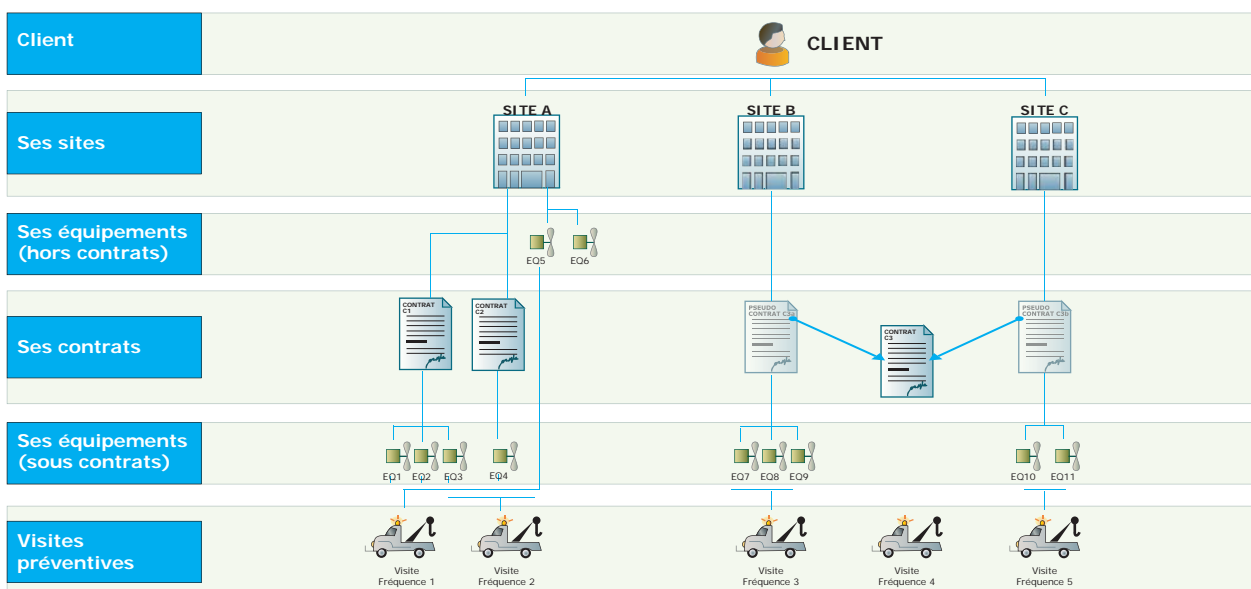 Client
CLIENT
SITE A
SITE B
SITE C
Ses sites
Ses équipements
(hors contrats)
EQ5
EQ6
CONTRAT
C1
CONTRAT
C2
PSEUDO
CONTRAT C3a
PSEUDO
CONTRAT C3b
CONTRAT
C3
Ses contrats
Ses équipements
(sous contrats)
EQ1
EQ2
EQ3
EQ4
EQ7
EQ8
EQ9
EQ10
EQ11
Visites
préventives
Visite
Fréquence 1
Visite
Fréquence 2
Visite
Fréquence 3
Visite
Fréquence 4
Visite
Fréquence 5